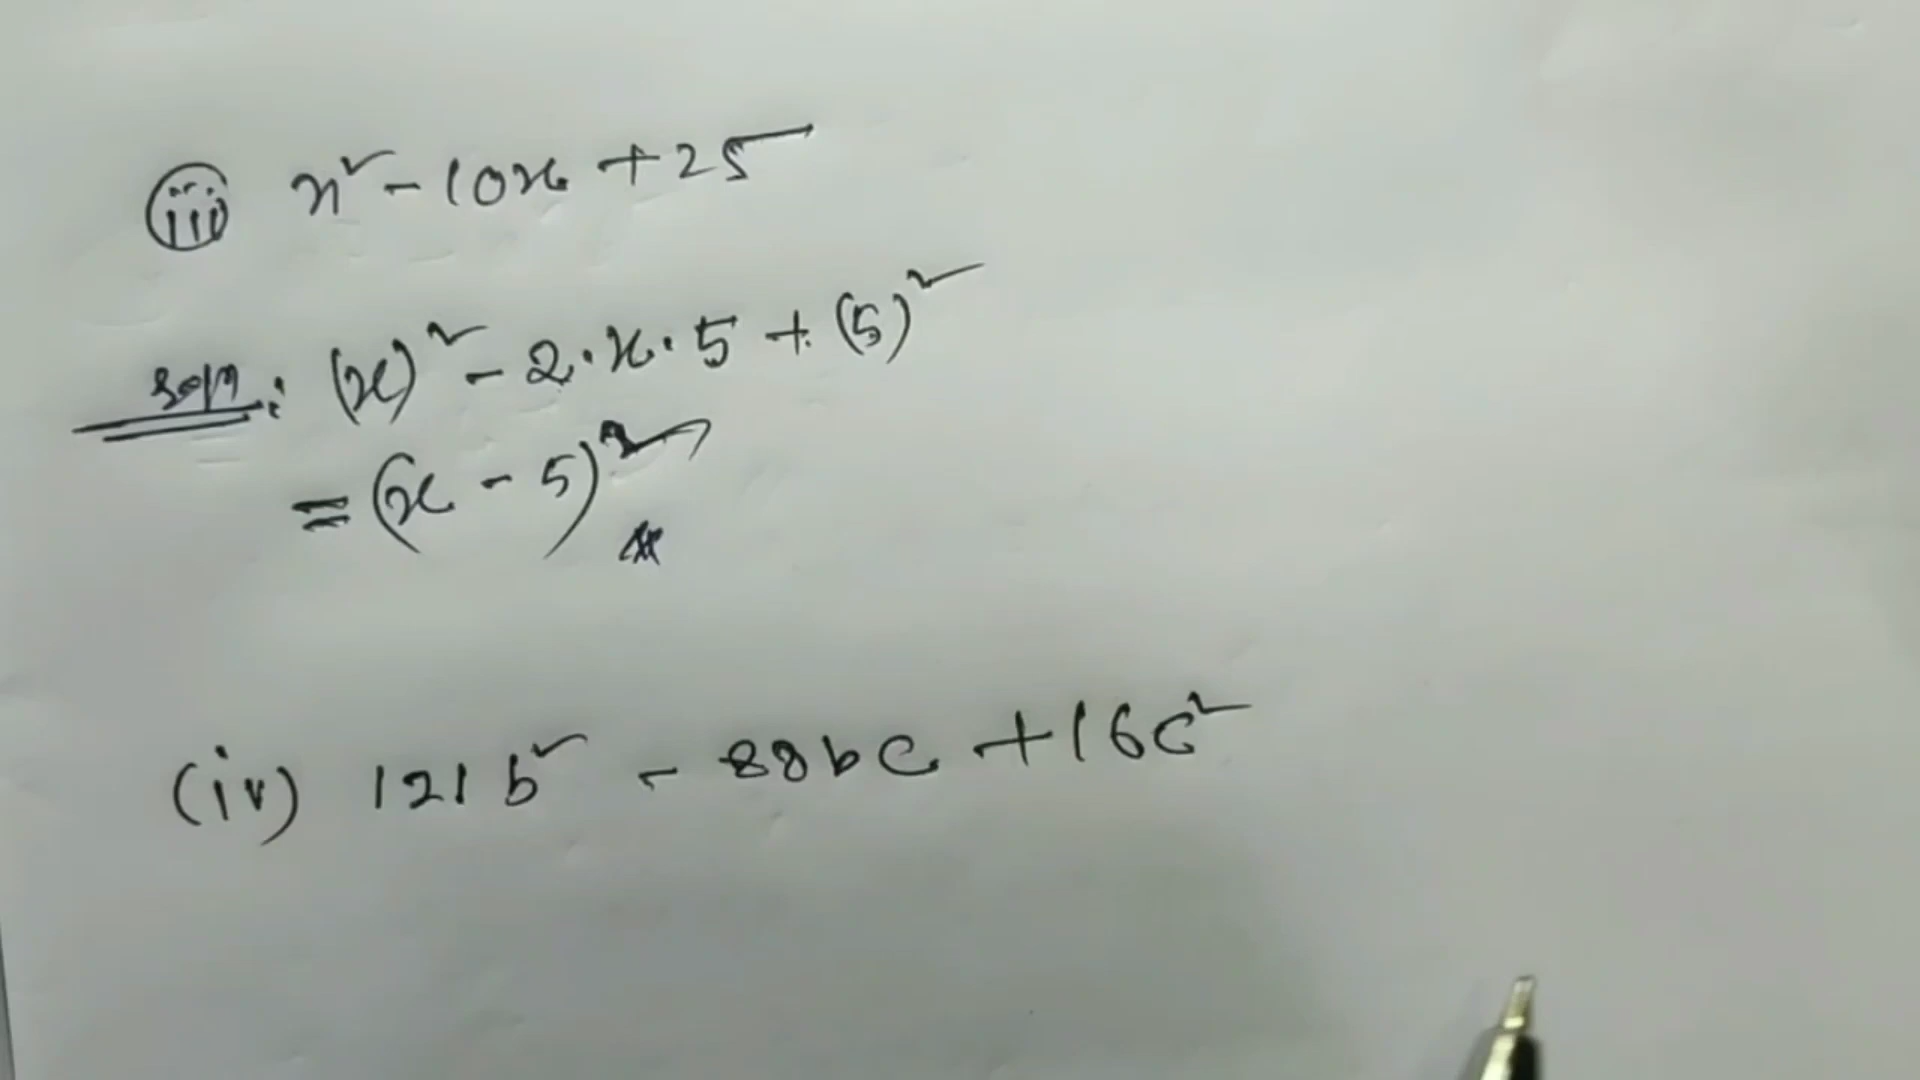 (iii) x² - 10x + 25
Soln: (x)² - 2·x·5 + (5)²
= (x - 5)²
(iv) 121b² - 88bc + 16c²